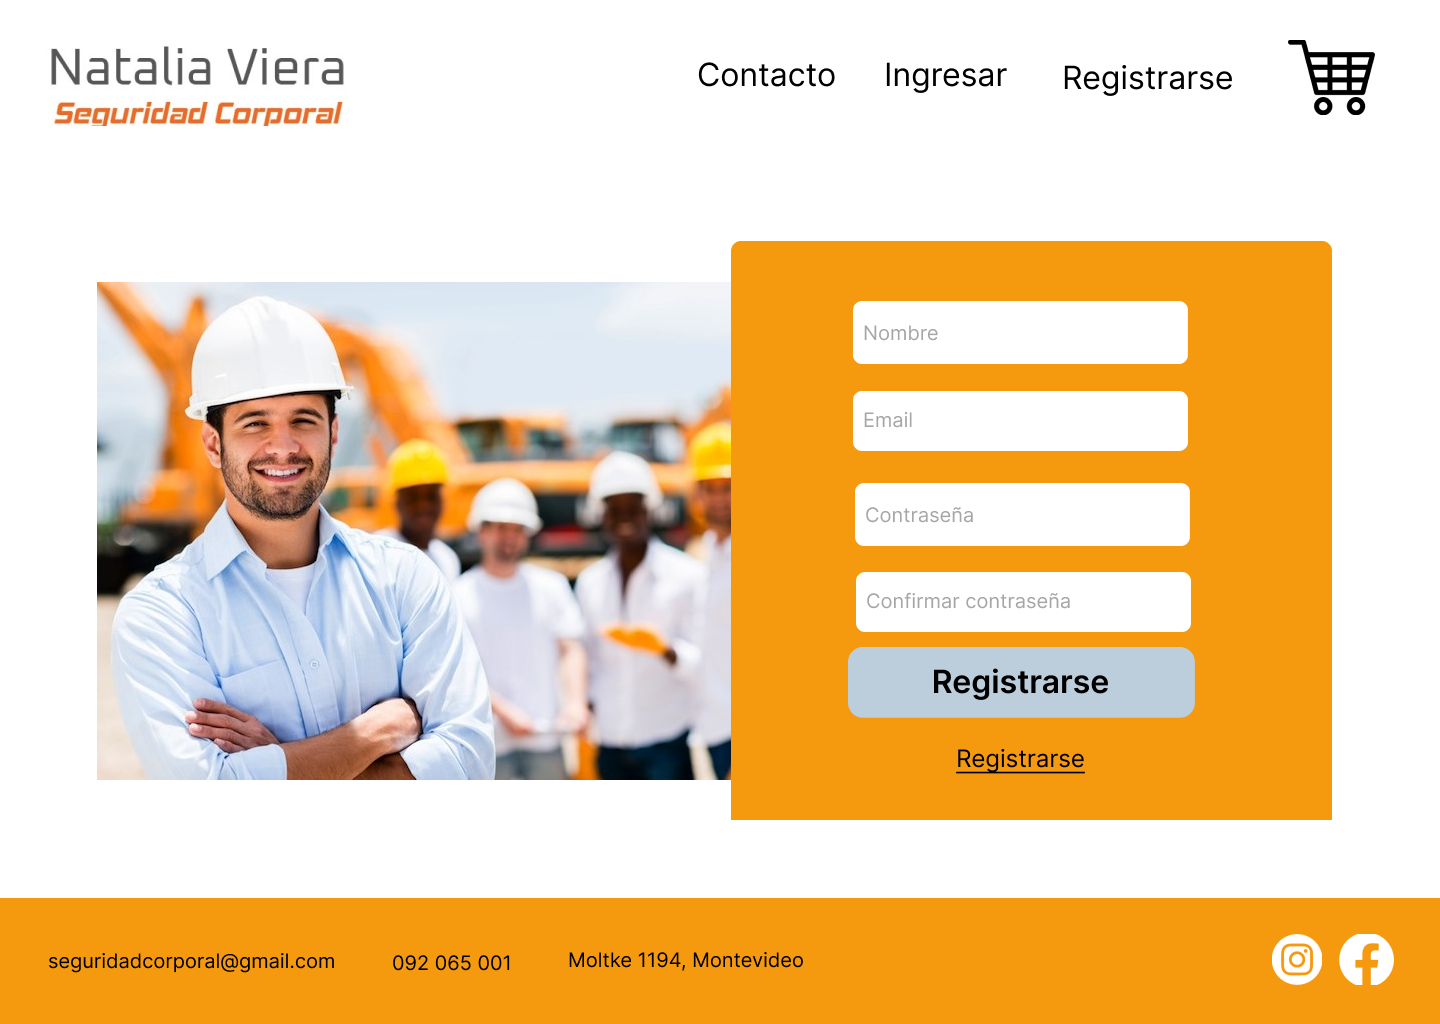 Natalia Viera
Seguridad Corporal
Contacto
Ingresar
Registrarse
Nombre
Email
Contraseña
Confirmar contraseña
Registrarse
Registrarse
seguridadcorporal@gmail.com
092 065 001
Moltke 1194, Montevideo